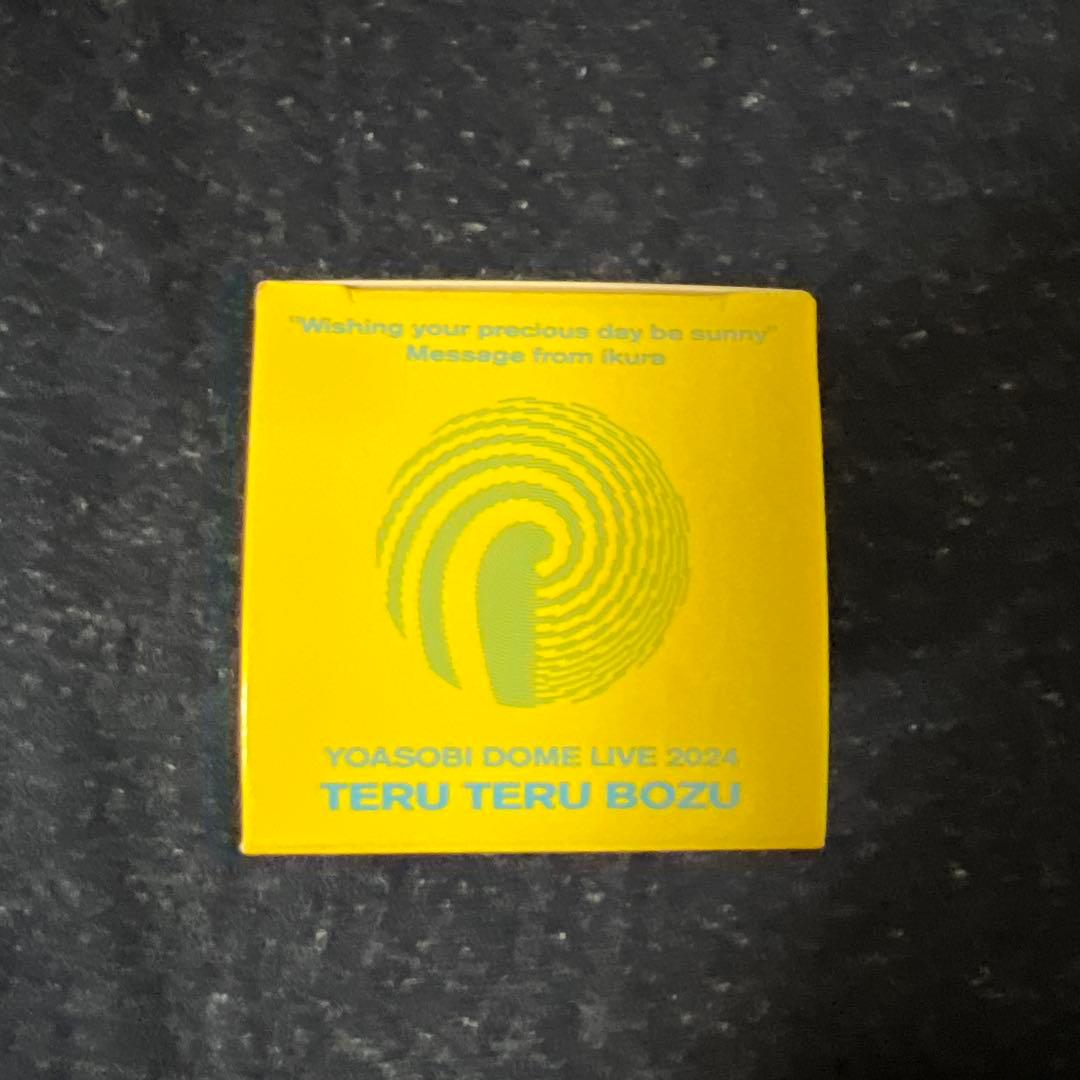 "Wishing your precious day be sunny"
Message from ikura
YOASOBI DOME LIVE 2024
TERU TERU BOZU